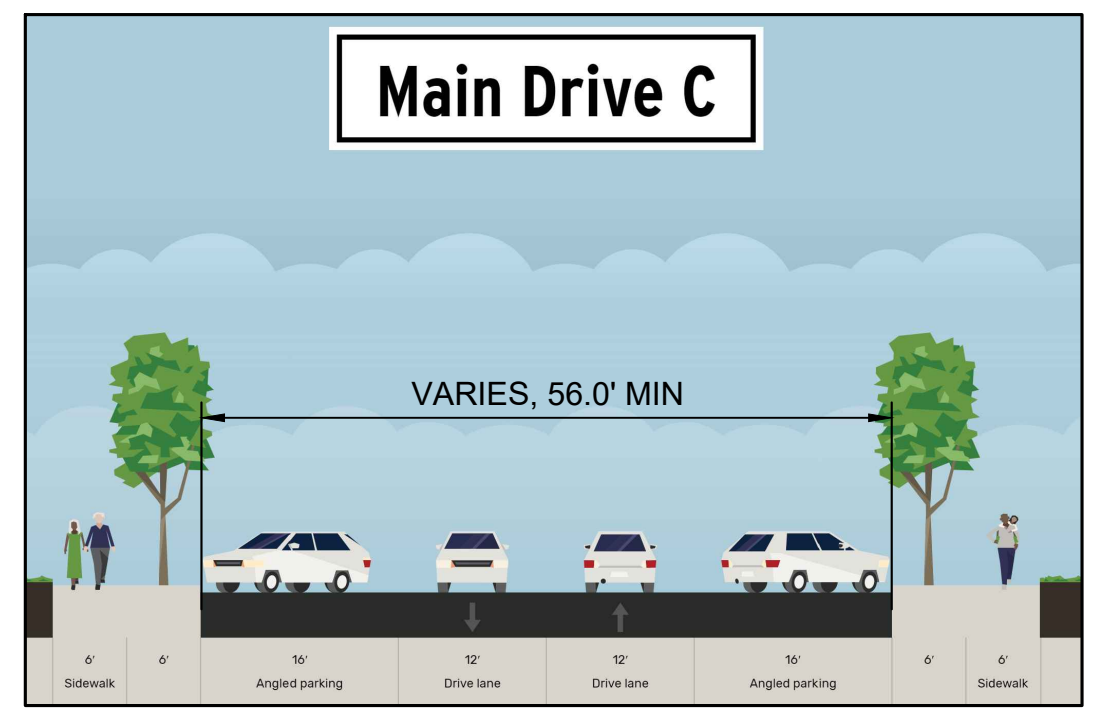 Main Drive C
VARIES, 56.0' MIN
6′ 6′ 16′ 12′ 12′ 16′ 6′ 6′
Sidewalk Angled parking Drive lane Drive lane Angled parking Sidewalk